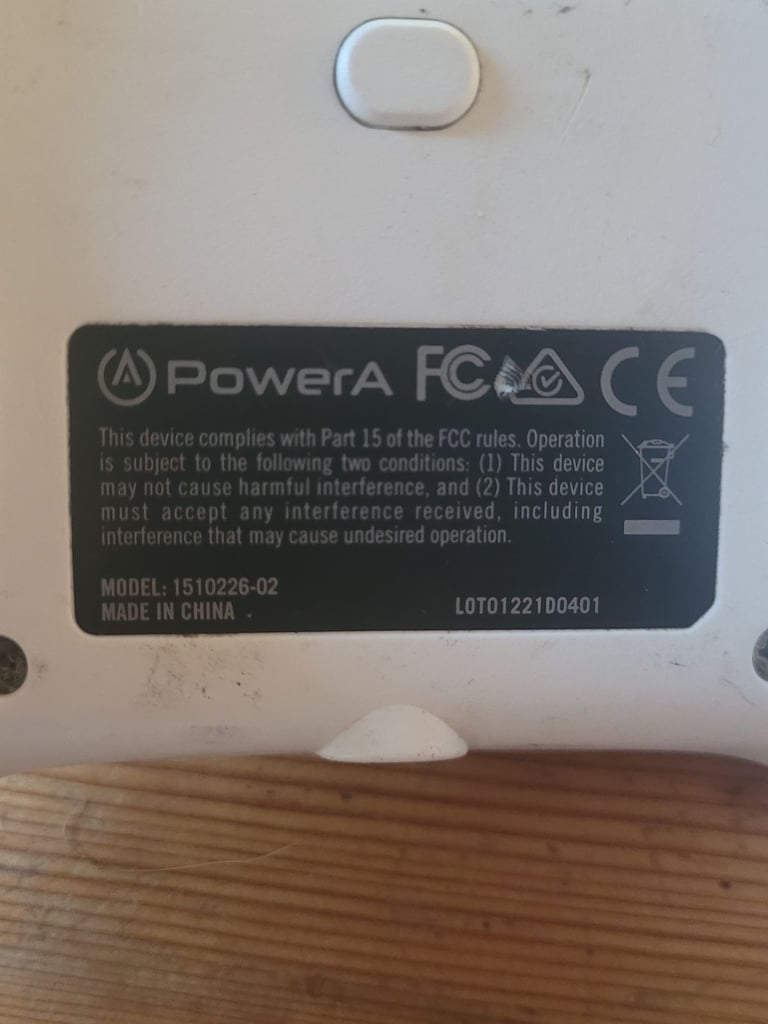 PowerA FC CE
This device complies with Part 15 of the FCC rules. Operation
is subject to the following two conditions: (1) This device
may not cause harmful interference, and (2) This device
must accept any interference received, including
interference that may cause undesired operation.
MODEL: 1510226-02
MADE IN CHINA
LOT01221D0401